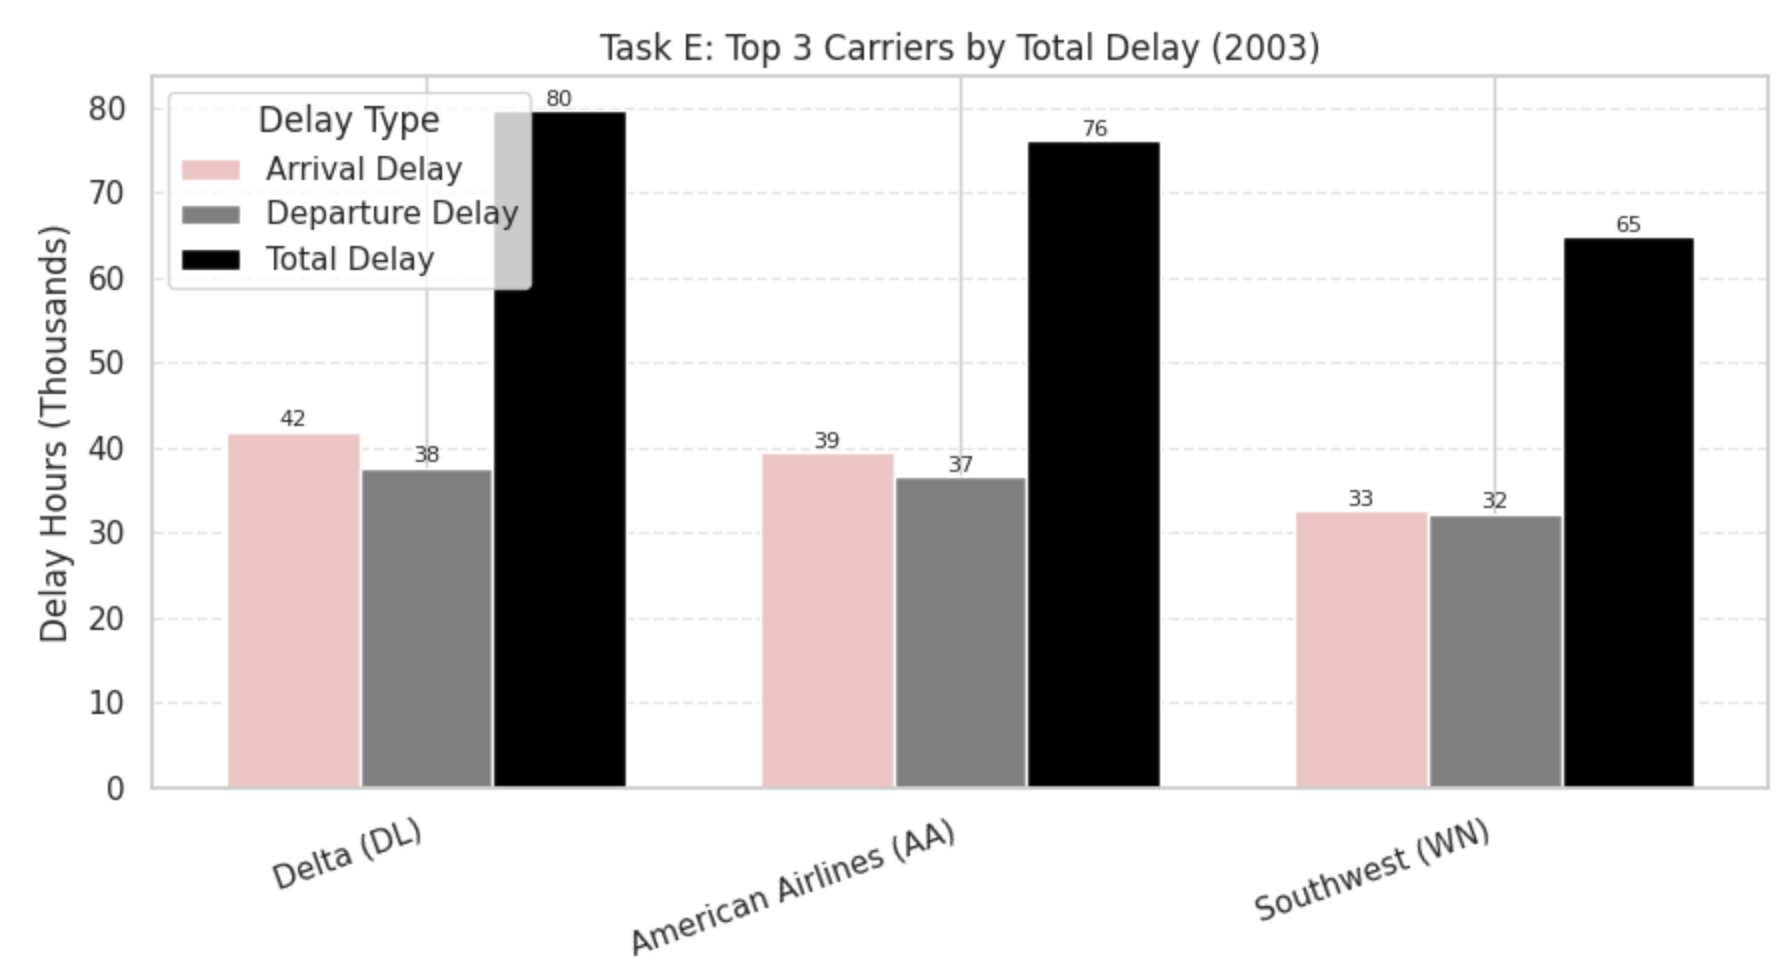 Task E: Top 3 Carriers by Total Delay (2003)
Delay Hours (Thousands)
80
70
60
50
40
30
20
10
0
Delay Type
Arrival Delay
Departure Delay
Total Delay
42
38
80
39
37
76
33
32
65
Delta (DL)
American Airlines (AA)
Southwest (WN)